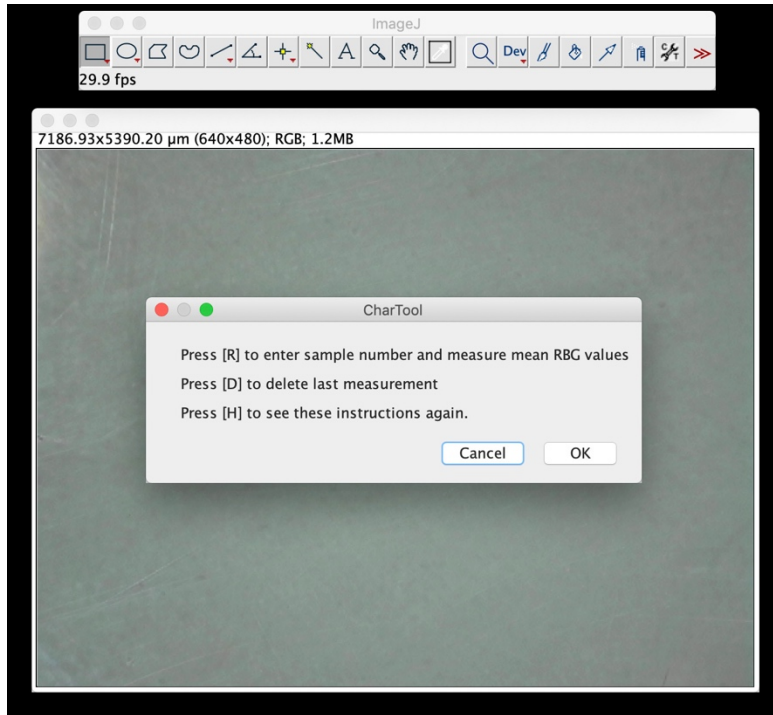 ImageJ
A
Dev
29.9 fps
7186.93x5390.20 µm (640x480); RGB; 1.2MB
CharTool
Press [R] to enter sample number and measure mean RBG values
Press [D] to delete last measurement
Press [H] to see these instructions again.
Cancel OK